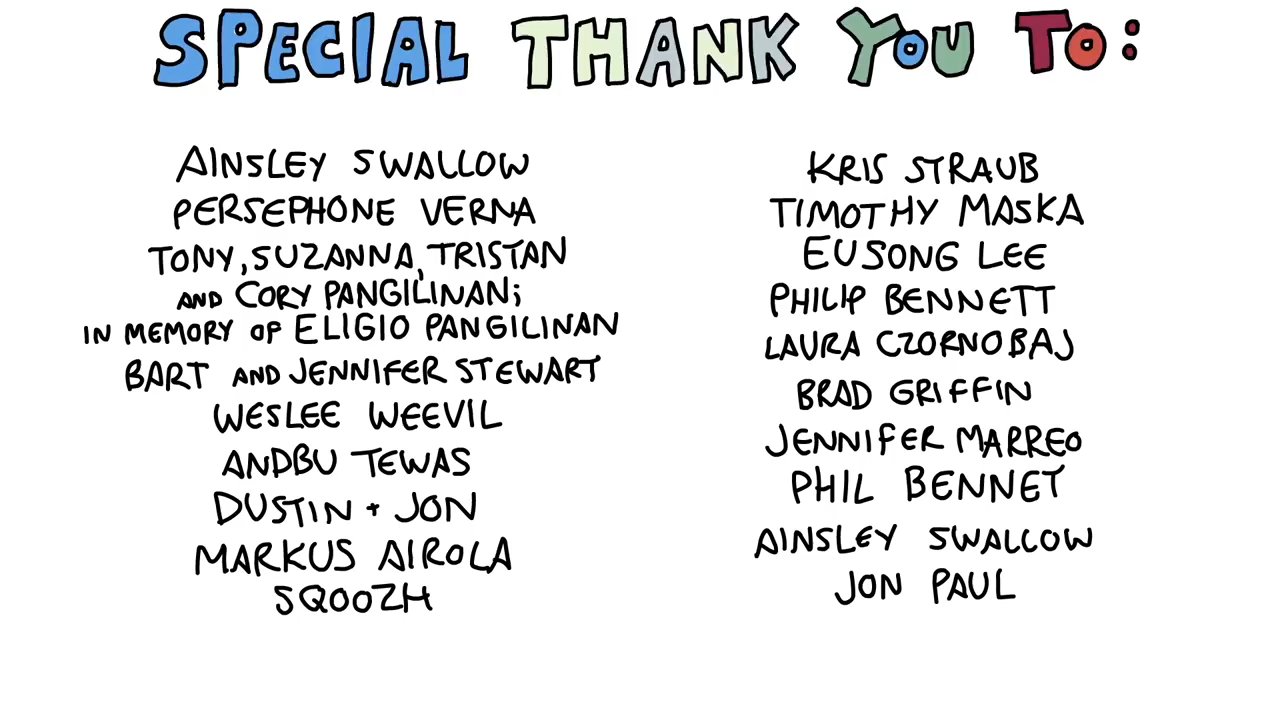 SPECIAL THANK YOU TO:
AINSLEY SWALLOW
PERSEPHONE VERNA
TONY, SUZANNA, TRISTAN
AND CORY PANGILINAN;
IN MEMORY OF ELIGIO PANGILINAN
BART AND JENNIFER STEWART
WESLEE WEEVIL
ANDBU TEWAS
DUSTIN + JON
MARKUS AIROLA
SQOOZH
KRIS STRAUB
TIMOTHY MASKA
EUSONG LEE
PHILIP BENNETT
LAURA CZORNOBAJ
BRAD GRIFFIN
JENNIFER MARREO
PHIL BENNET
AINSLEY SWALLOW
JON PAUL